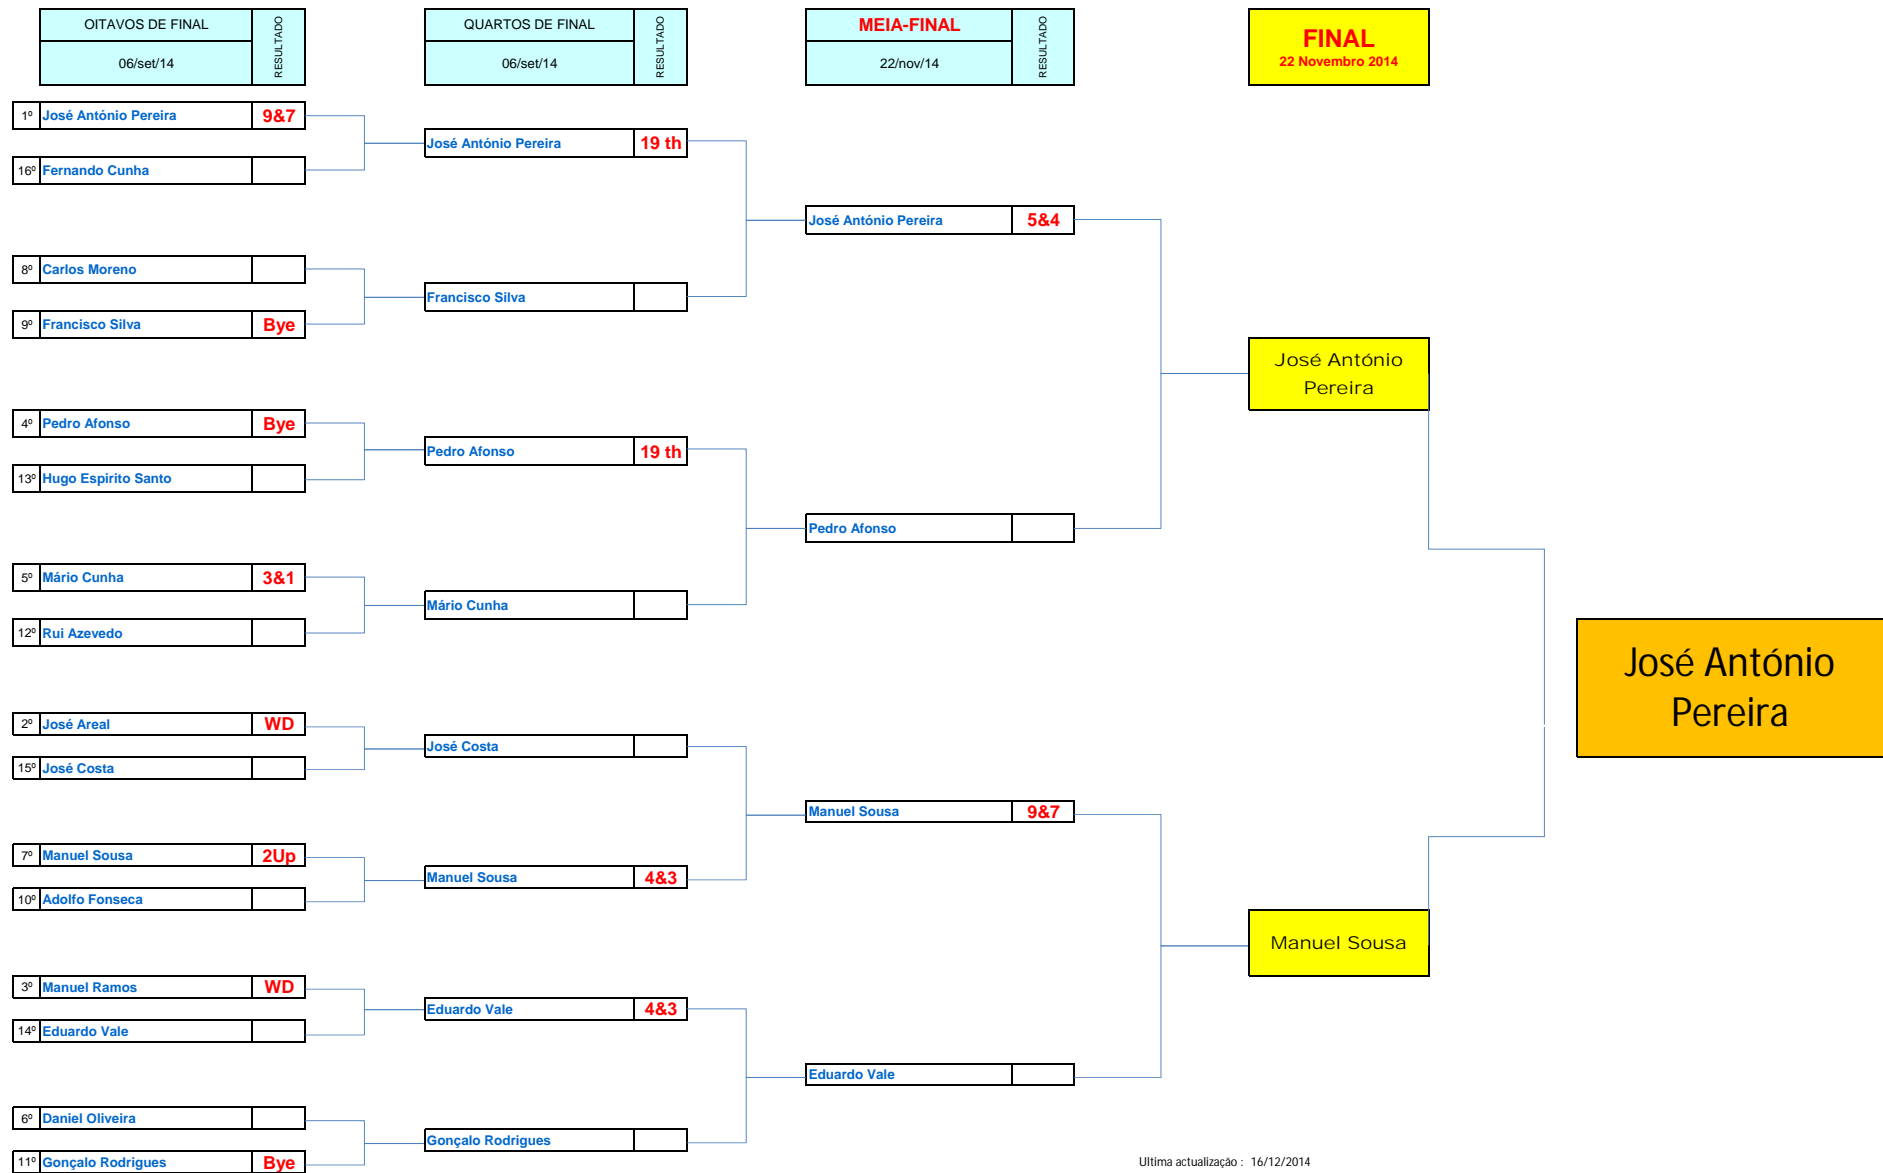 OITAVOS DE FINAL
06/set/14
RESULTADO
QUARTOS DE FINAL
06/set/14
RESULTADO
MEIA-FINAL
22/nov/14
RESULTADO
FINAL
22 Novembro 2014
1º José António Pereira 9&7
16º Fernando Cunha
8º Carlos Moreno
9º Francisco Silva Bye
4º Pedro Afonso Bye
13º Hugo Espirito Santo
5º Mário Cunha 3&1
12º Rui Azevedo
2º José Areal WD
15º José Costa
7º Manuel Sousa 2Up
10º Adolfo Fonseca
3º Manuel Ramos WD
14º Eduardo Vale
6º Daniel Oliveira
11º Gonçalo Rodrigues Bye
José António Pereira 19 th
Francisco Silva
Pedro Afonso 19 th
Mário Cunha
José Costa
Manuel Sousa 4&3
Eduardo Vale 4&3
Gonçalo Rodrigues
José António Pereira 5&4
Pedro Afonso
Manuel Sousa 9&7
Eduardo Vale
José António
Pereira
Manuel Sousa
José António
Pereira
Ultima actualização : 16/12/2014